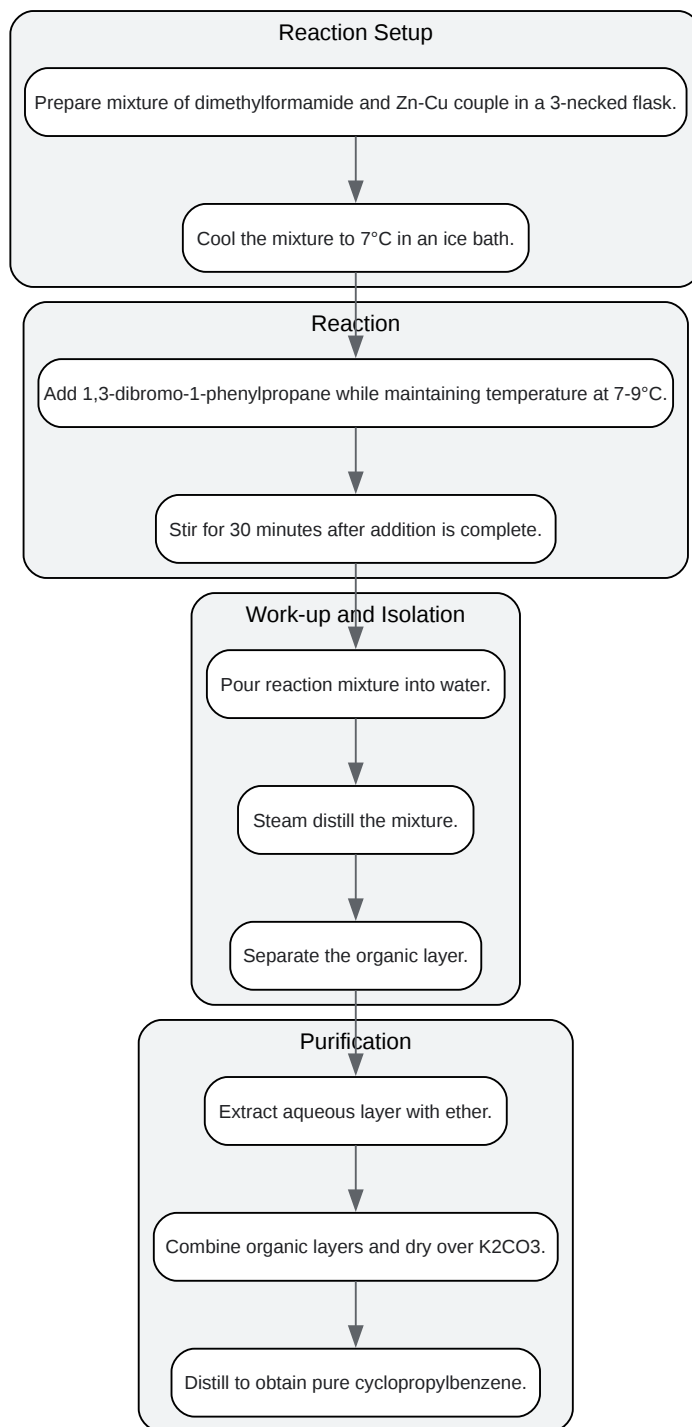 Reaction Setup
Prepare mixture of dimethylformamide and Zn-Cu couple in a 3-necked flask.
Cool the mixture to 7°C in an ice bath.
Reaction
Add 1,3-dibromo-1-phenylpropane while maintaining temperature at 7-9°C.
Stir for 30 minutes after addition is complete.
Work-up and Isolation
Pour reaction mixture into water.
Steam distill the mixture.
Separate the organic layer.
Purification
Extract aqueous layer with ether.
Combine organic layers and dry over K2CO3.
Distill to obtain pure cyclopropylbenzene.